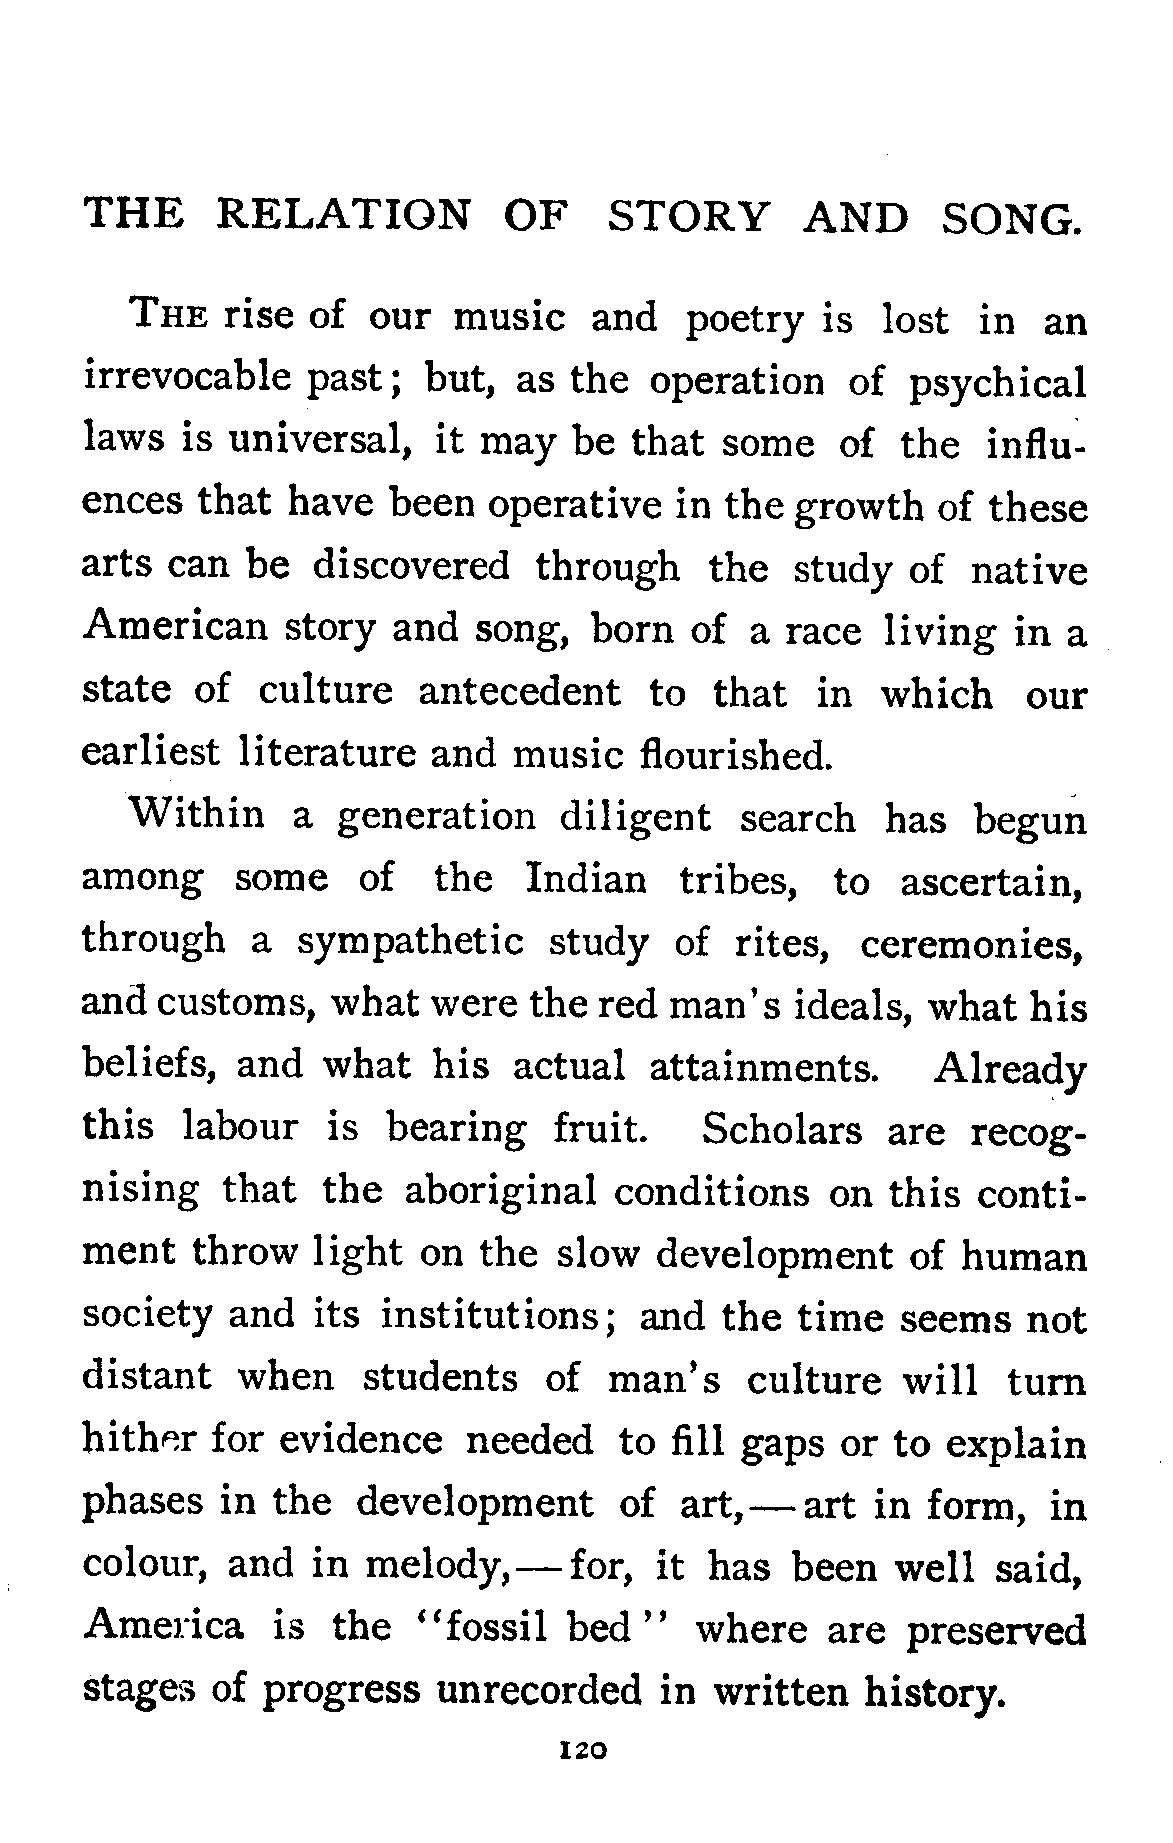 THE RELATION OF STORY AND SONG.
THE rise of our music and poetry is lost in an
irrevocable past; but, as the operation of psychical
laws is universal, it may be that some of the influ-
ences that have been operative in the growth of these
arts can be discovered through the study of native
American story and song, born of a race living in a
state of culture antecedent to that in which our
earliest literature and music flourished.
Within a generation diligent search has begun
among some of the Indian tribes, to ascertain,
through a sympathetic study of rites, ceremonies,
and customs, what were the red man's ideals, what his
beliefs, and what his actual attainments. Already
this labour is bearing fruit. Scholars are recog-
nising that the aboriginal conditions on this conti-
ment throw light on the slow development of human
society and its institutions; and the time seems not
distant when students of man's culture will turn
hither for evidence needed to fill gaps or to explain
phases in the development of art,—art in form, in
colour, and in melody,—for, it has been well said,
America is the "fossil bed" where are preserved
stages of progress unrecorded in written history.
120